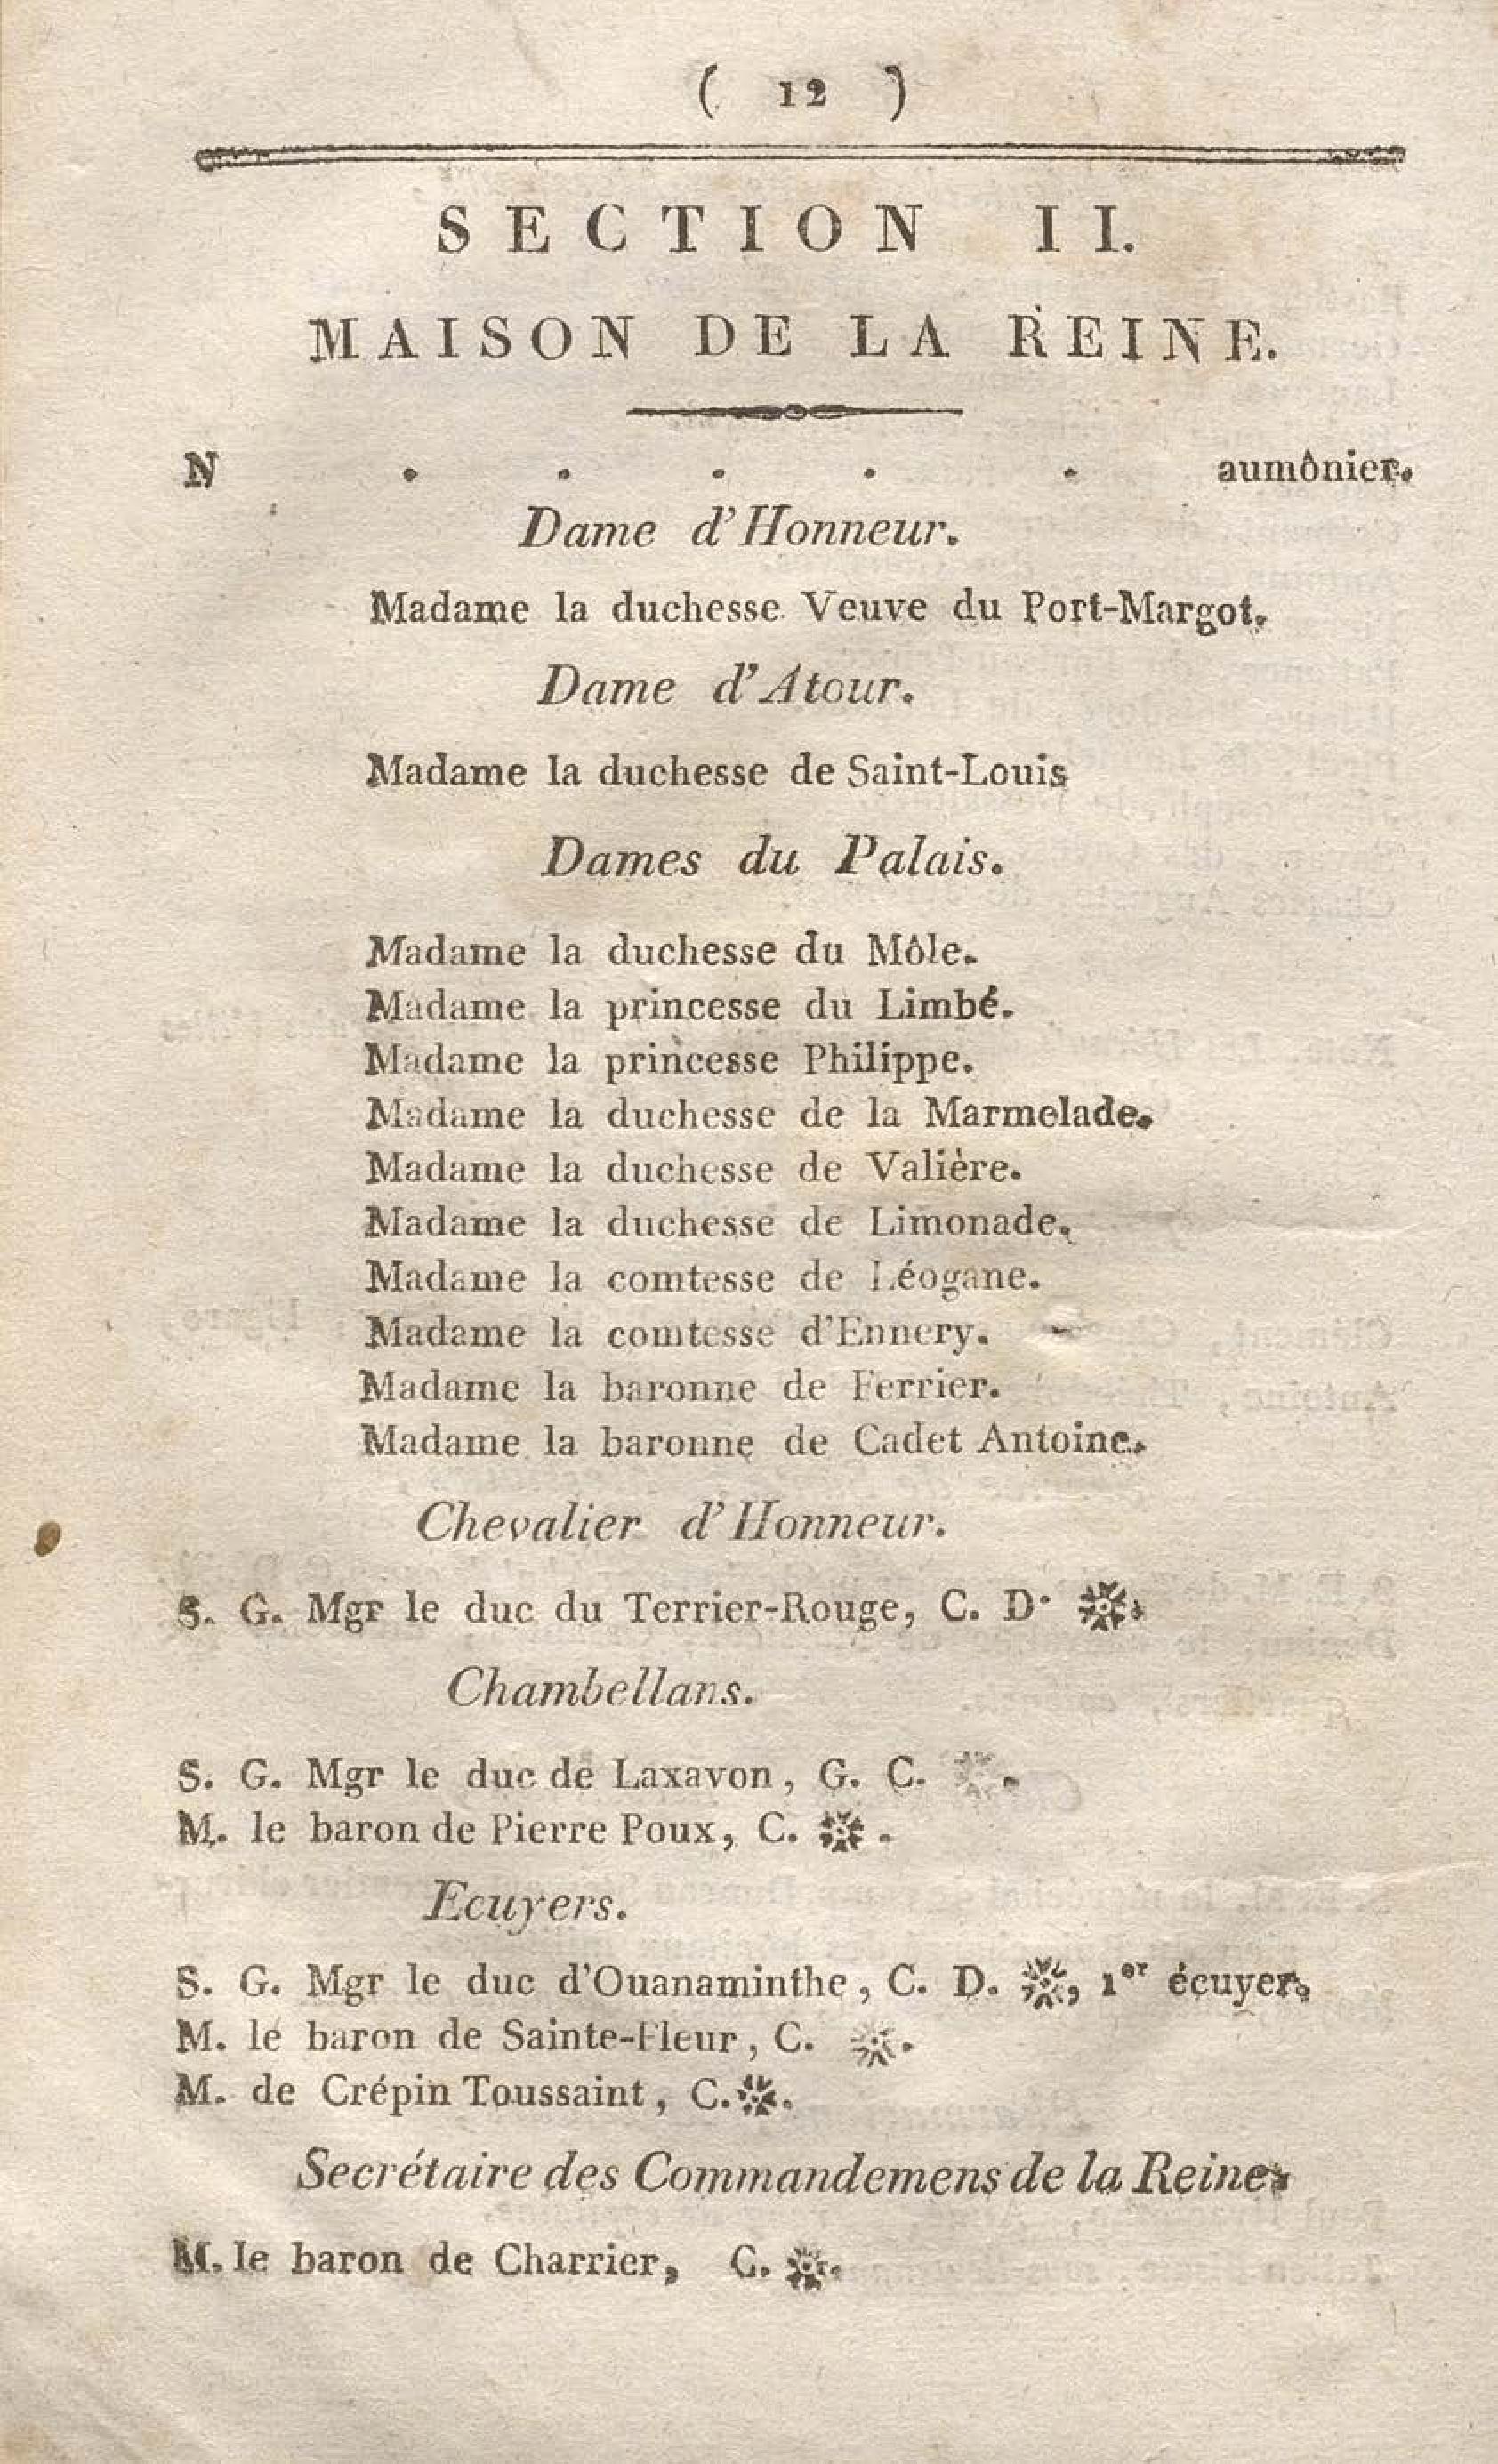 ( 12 )
SECTION II.
MAISON DE LA REINE.
N . . . . . aumônier.
Dame d'Honneur.
Madame la duchesse Veuve du Port-Margot.
Dame d'Atour.
Madame la duchesse de Saint-Louis
Dames du Palais.
Madame la duchesse du Môle.
Madame la princesse du Limbé.
Madame la princesse Philippe.
Madame la duchesse de la Marmelade.
Madame la duchesse de Valière.
Madame la duchesse de Limonade.
Madame la comtesse de Léogane.
Madame la comtesse d'Ennery.
Madame la baronne de Ferrier.
Madame la baronne de Cadet Antoine.
Chevalier d'Honneur.
S. G. Mgr le duc du Terrier-Rouge, C. D. ❋.
Chambellans.
S. G. Mgr le duc de Laxavon, G. C. ❋.
M. le baron de Pierre Poux, C. ❋.
Ecuyers.
S. G. Mgr le duc d'Ouanaminthe, C. D. ❋, 1er écuyer.
M. le baron de Sainte-Fleur, C. ❋.
M. de Crépin Toussaint, C. ❋.
Secrétaire des Commandemens de la Reine.
M. le baron de Charrier, C. ❋.